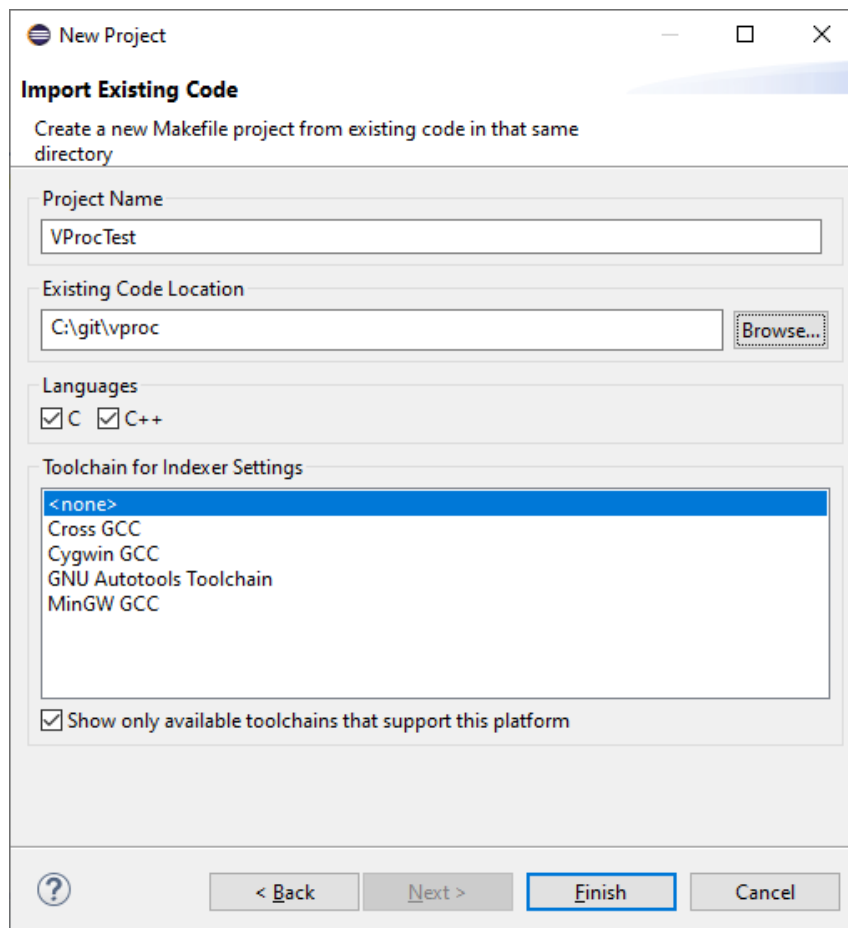 New Project
Import Existing Code
Create a new Makefile project from existing code in that same
directory
Project Name
VProcTest
Existing Code Location
C:\git\vproc
Browse...
Languages
C C++
Toolchain for Indexer Settings
<none>
Cross GCC
Cygwin GCC
GNU Autotools Toolchain
MinGW GCC
Show only available toolchains that support this platform
? < Back Next > Finish Cancel